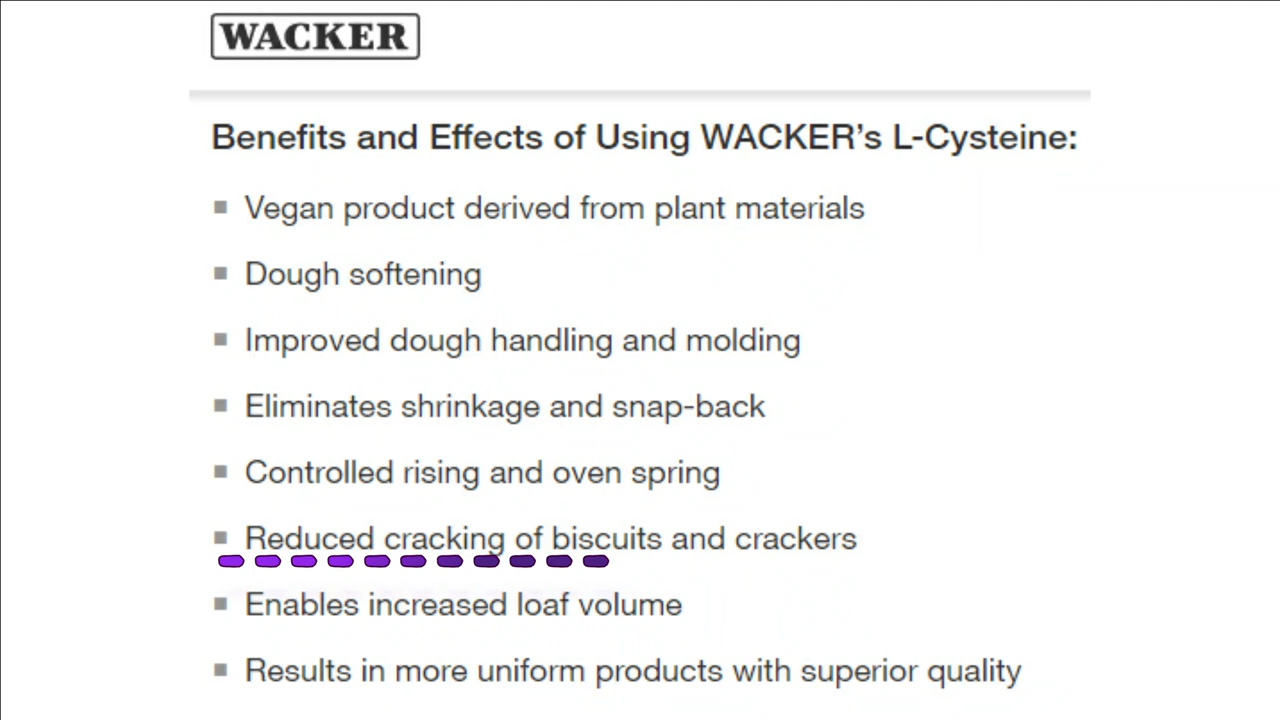 WACKER
Benefits and Effects of Using WACKER's L-Cysteine:
Vegan product derived from plant materials
Dough softening
Improved dough handling and molding
Eliminates shrinkage and snap-back
Controlled rising and oven spring
Reduced cracking of biscuits and crackers
Enables increased loaf volume
Results in more uniform products with superior quality